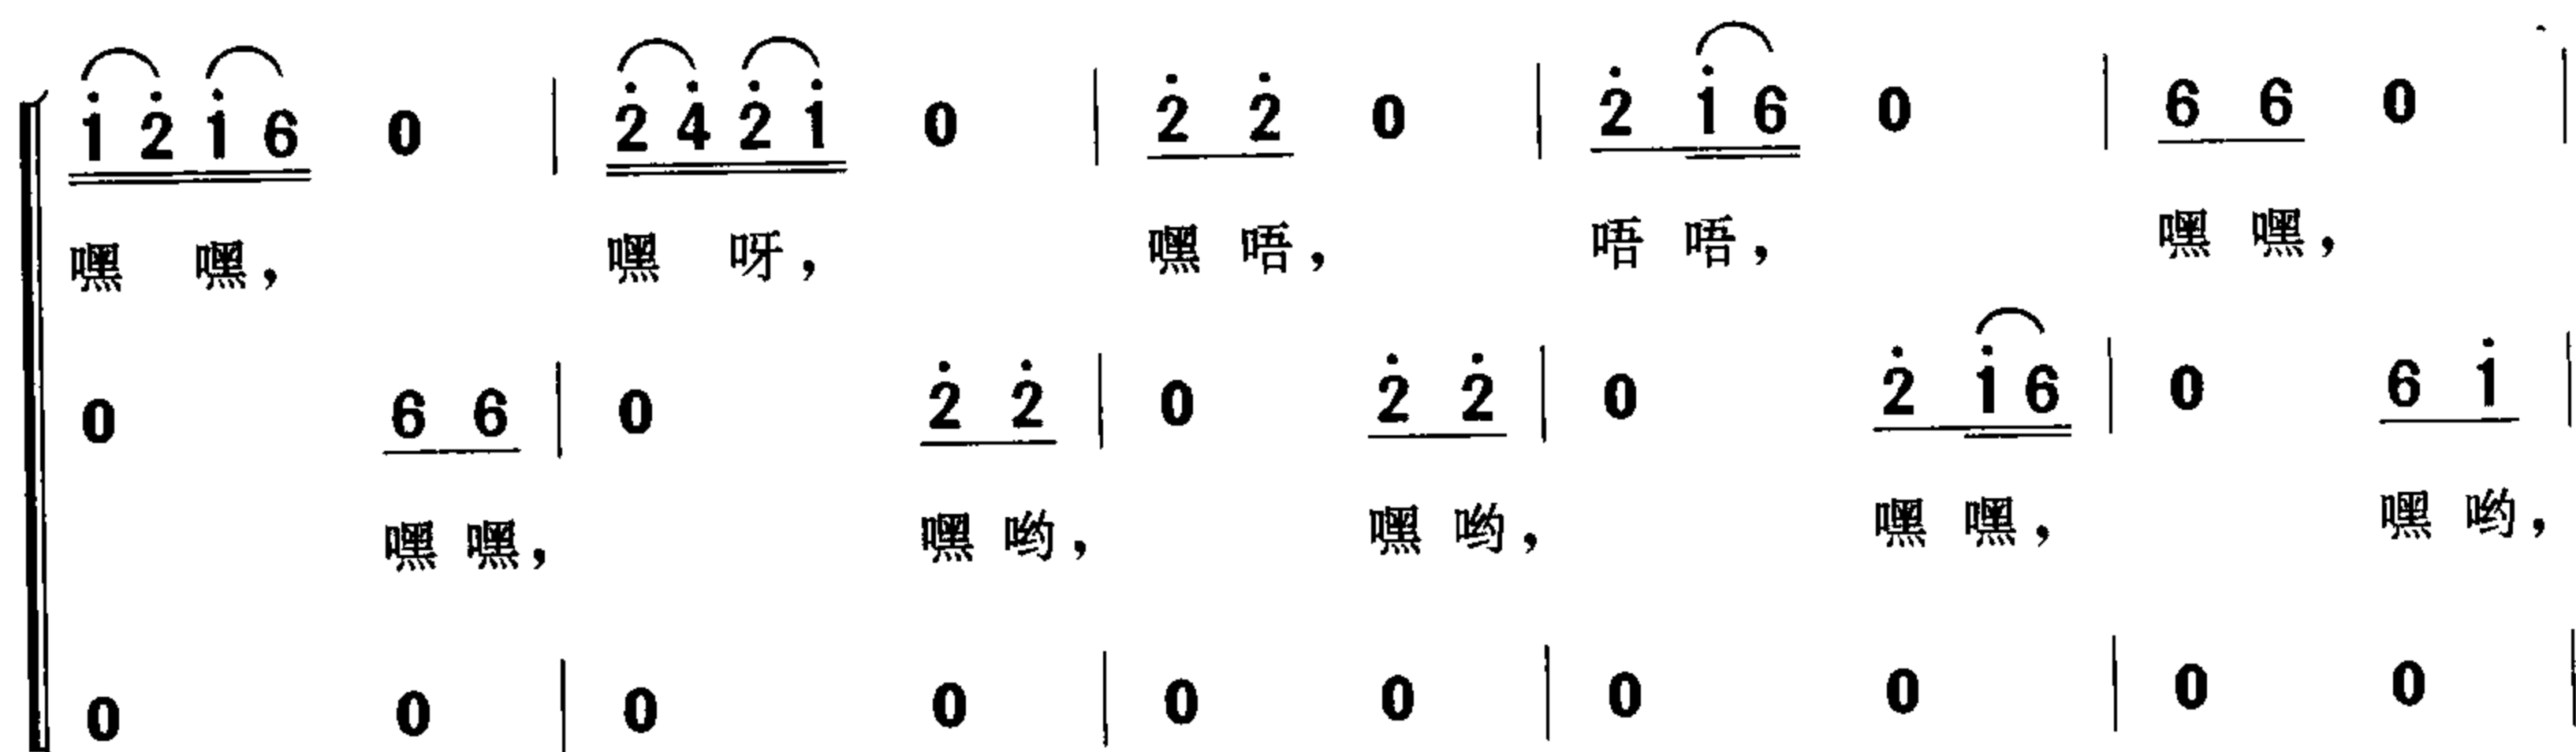 1̇ 2̇ 1̇ 6 0 | 2̇ 4̇ 2̇ 1̇ 0 | 2̇ 2̇ 0 | 2̇ 1̇ 6 0 | 6 6 0 |
嘿 嘿， 嘿 呀， 嘿 唔， 唔 唔， 嘿 嘿，
0 6 6 | 0 2̇ 2̇ | 0 2̇ 2̇ | 0 2̇ 1̇ 6 | 0 6 1̇ |
嘿 嘿， 嘿 哟， 嘿 哟， 嘿 嘿， 嘿 哟，
0 0 | 0 0 | 0 0 | 0 0 | 0 0 |